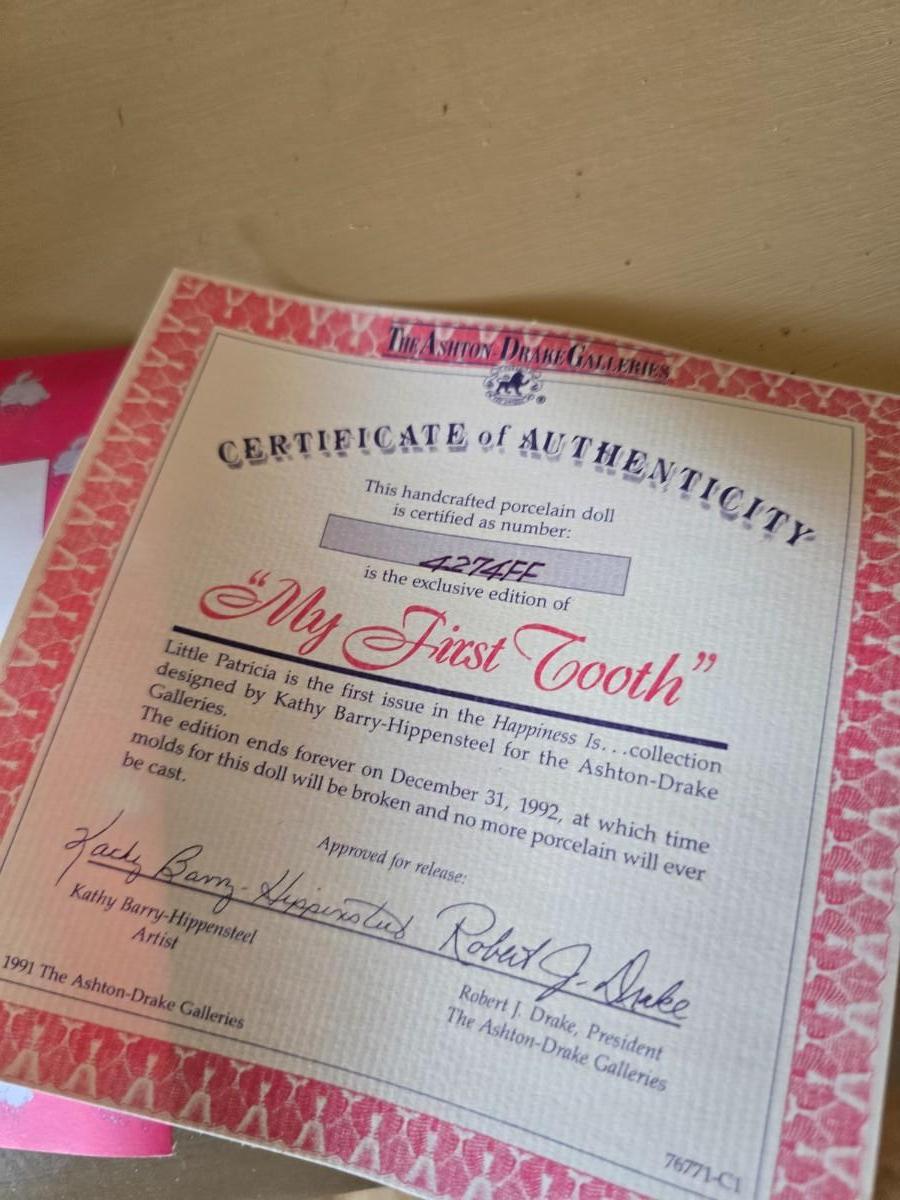 THE ASHTON-DRAKE GALLERIES
®
CERTIFICATE of AUTHENTICITY
This handcrafted porcelain doll
is certified as number:
4274FF
is the exclusive edition of
“My First Tooth”
Little Patricia is the first issue in the Happiness Is...collection
designed by Kathy Barry-Hippensteel for the Ashton-Drake
Galleries.
The edition ends forever on December 31, 1992, at which time
molds for this doll will be broken and no more porcelain will ever
be cast.
Approved for release:
Kathy Barry-Hippensteel Robert J. Drake
Kathy Barry-Hippensteel
Artist
Robert J. Drake, President
The Ashton-Drake Galleries
1991 The Ashton-Drake Galleries
76771-C1